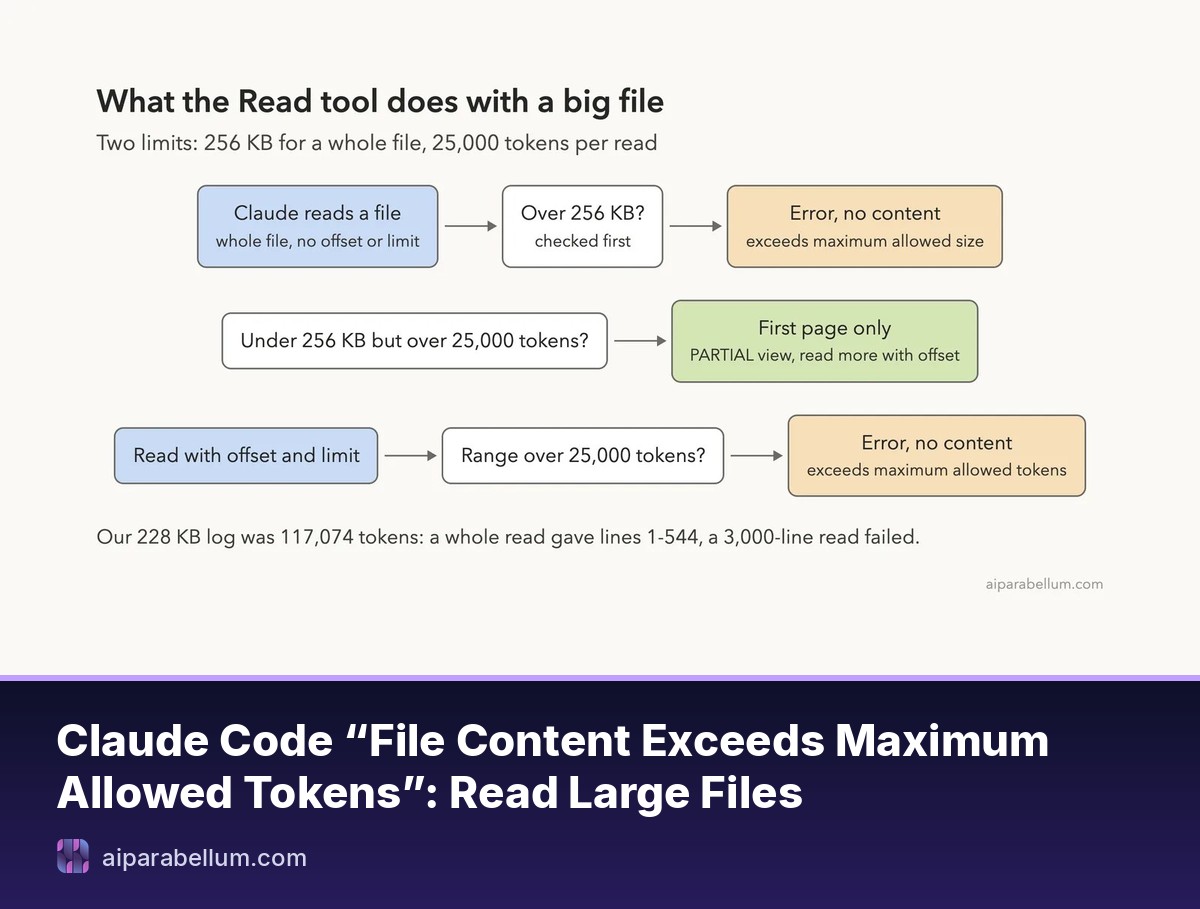 What the Read tool does with a big file
Two limits: 256 KB for a whole file, 25,000 tokens per read
Claude reads a file
whole file, no offset or limit
Over 256 KB?
checked first
Error, no content
exceeds maximum allowed size
Under 256 KB but over 25,000 tokens?
First page only
PARTIAL view, read more with offset
Read with offset and limit
Range over 25,000 tokens?
Error, no content
exceeds maximum allowed tokens
Our 228 KB log was 117,074 tokens: a whole read gave lines 1-544, a 3,000-line read failed.
aiparabellum.com
Claude Code “File Content Exceeds Maximum
Allowed Tokens”: Read Large Files
aiparabellum.com